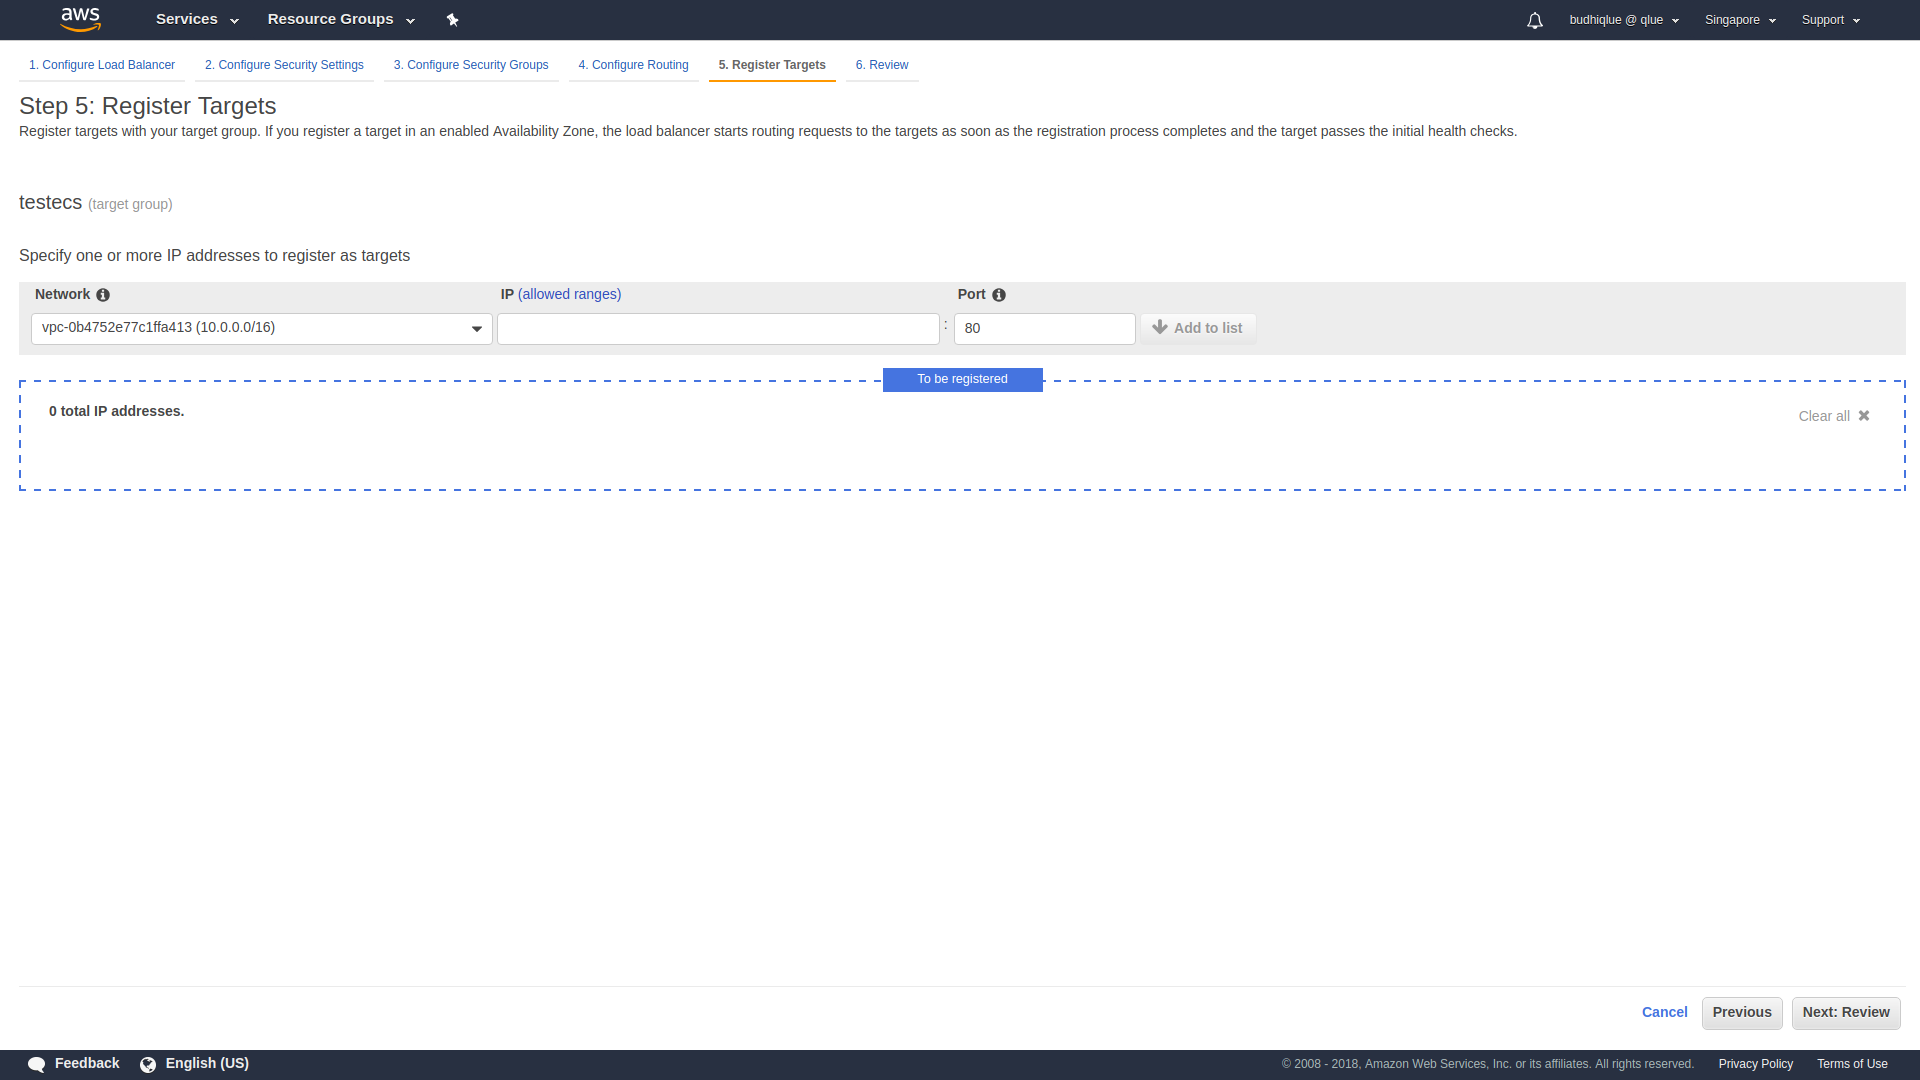 aws Services Resource Groups budhiqlue @ qlue Singapore Support
1. Configure Load Balancer 2. Configure Security Settings 3. Configure Security Groups 4. Configure Routing 5. Register Targets 6. Review
Step 5: Register Targets
Register targets with your target group. If you register a target in an enabled Availability Zone, the load balancer starts routing requests to the targets as soon as the registration process completes and the target passes the initial health checks.
testecs (target group)
Specify one or more IP addresses to register as targets
Network IP (allowed ranges) Port
vpc-0b4752e77c1ffa413 (10.0.0.0/16) : 80 Add to list
To be registered
0 total IP addresses. Clear all
Cancel Previous Next: Review
Feedback English (US) © 2008 - 2018, Amazon Web Services, Inc. or its affiliates. All rights reserved. Privacy Policy Terms of Use